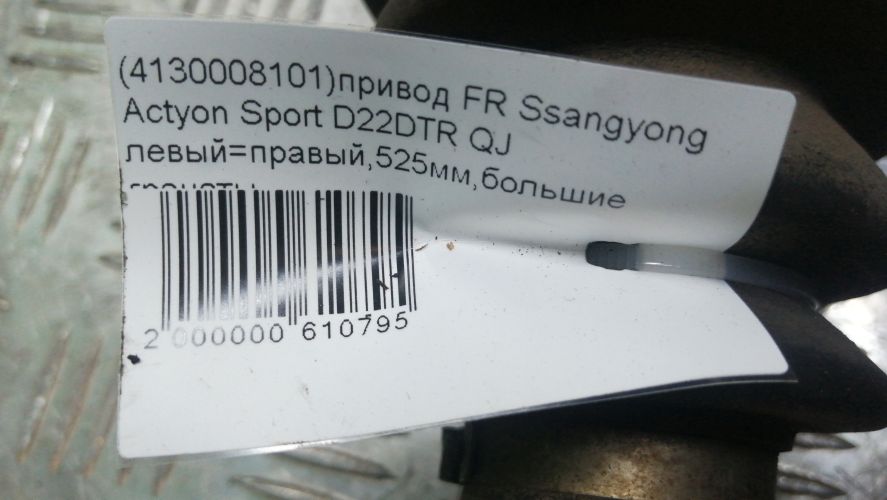 (4130008101)привод FR Ssangyong
Actyon Sport D22DTR QJ
левый=правый,525мм,большие
2 000000 610795